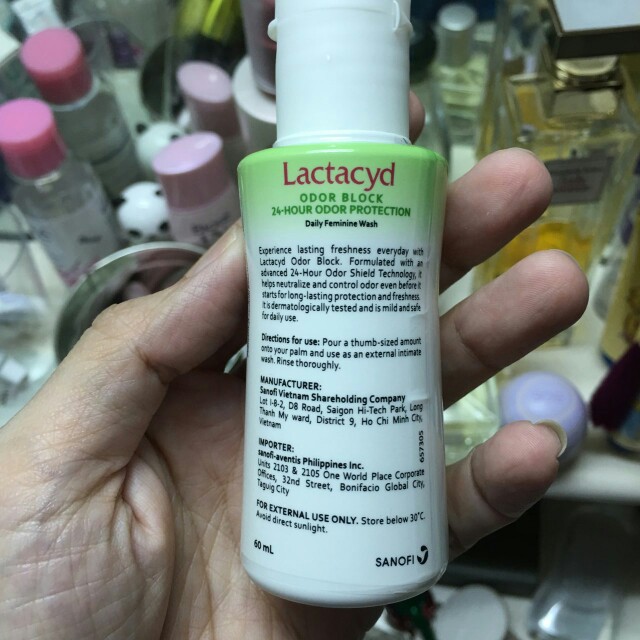 Lactacyd
ODOR BLOCK
24-HOUR ODOR PROTECTION
Daily Feminine Wash
Experience lasting freshness everyday with
Lactacyd Odor Block. Formulated with an
advanced 24-Hour Odor Shield Technology, it
helps neutralize and control odor even before it
starts for long-lasting protection and freshness.
It is dermatologically tested and is mild and safe
for daily use.
Directions for use: Pour a thumb-sized amount
onto your palm and use as an external intimate
wash. Rinse thoroughly.
MANUFACTURER:
Sanofi Vietnam Shareholding Company
Lot I-8-2, D8 Road, Saigon Hi-Tech Park, Long
Thanh My ward, District 9, Ho Chi Minh City,
Vietnam
IMPORTER:
sanofi-aventis Philippines Inc.
Units 2103 & 2105 One World Place Corporate
Offices, 32nd Street, Bonifacio Global City,
Taguig City
657305
FOR EXTERNAL USE ONLY. Store below 30°C.
Avoid direct sunlight.
60 mL
SANOFI